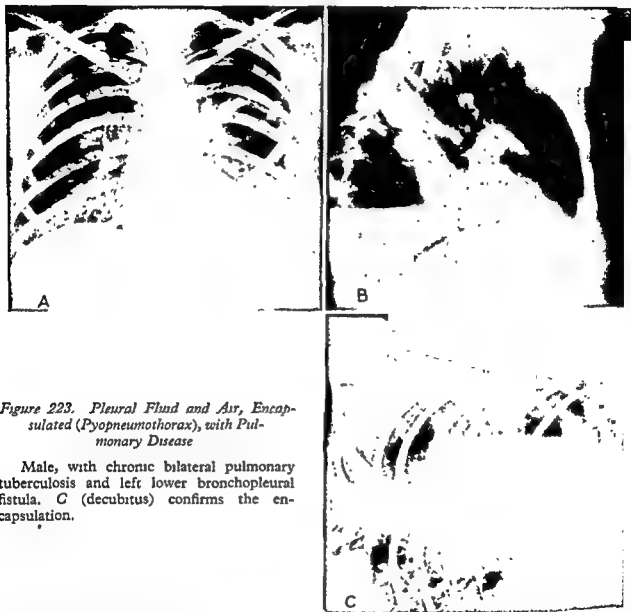 A
B
Figure 223. Pleural Fluid and Air, Encap-
sulated (Pyopneumothorax), with Pul-
monary Disease
Male, with chronic bilateral pulmonary
tuberculosis and left lower bronchopleural
fistula. C (decubitus) confirms the en-
capsulation.
C